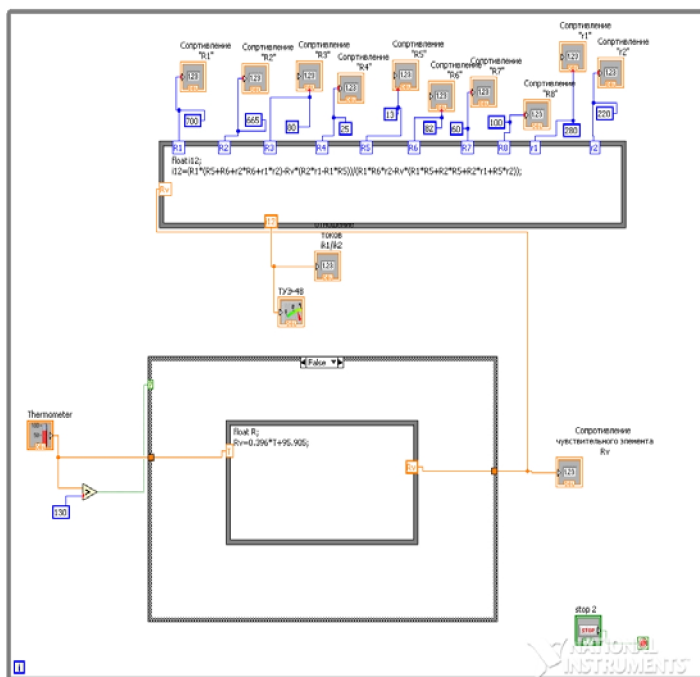 Сопртивление "R1"
Сопртивление "R2"
Сопртивление "R3"
Сопртивление "R4"
Сопртивление "R5"
Сопртивление "R6"
Сопртивление "R7"
Сопртивление "R8"
Сопртивление "r1"
Сопртивление "r2"
700
665
80
25
13
82
60
100
280
220
R1 R2 R3 R4 R5 R6 R7 R8 r1 r2
float i12;
i12=(R1*(R5+R6+r2*R6+r1*r2)-Rv*(R2*r1-R1*R5))/(R1*R6*r2-Rv*(R1*R5+R2*R5+R2*r1+R5*r2));
Rv
токов
ik1/ik2
ТУЭ-48
False
Thermometer
float R;
Rv=0.396*T+95.905;
T
Rv
130
Сопротивление
чувствительного элемента
Rv
stop 2
STOP
i
NATIONAL
INSTRUMENTS